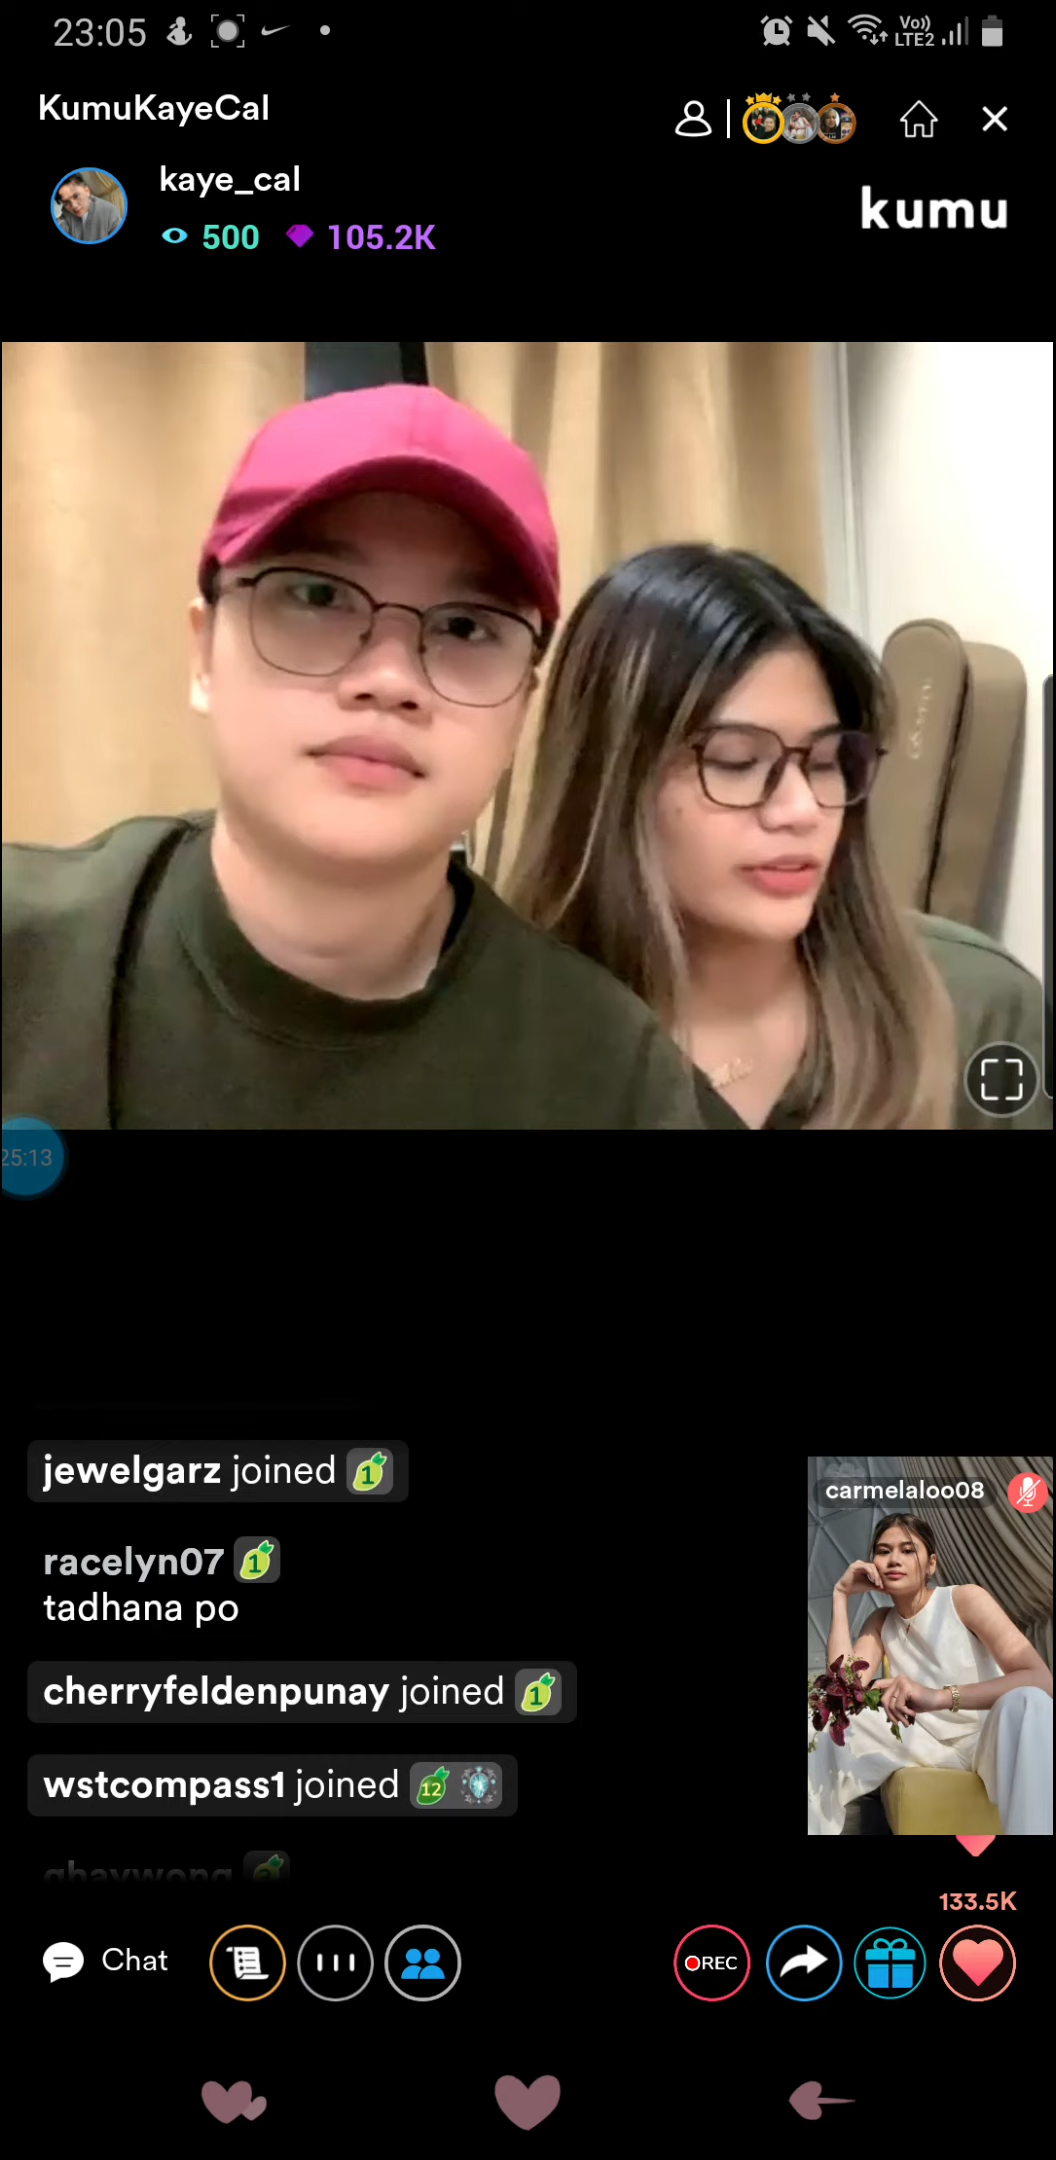 23:05
Vo))
LTE2
KumuKayeCal
kaye_cal
500 105.2K
kumu
25:13
jewelgarz joined 1
racelyn07 1
tadhana po
cherryfeldenpunay joined 1
wstcompass1 joined 12
carmelaloo08
133.5K
Chat
REC